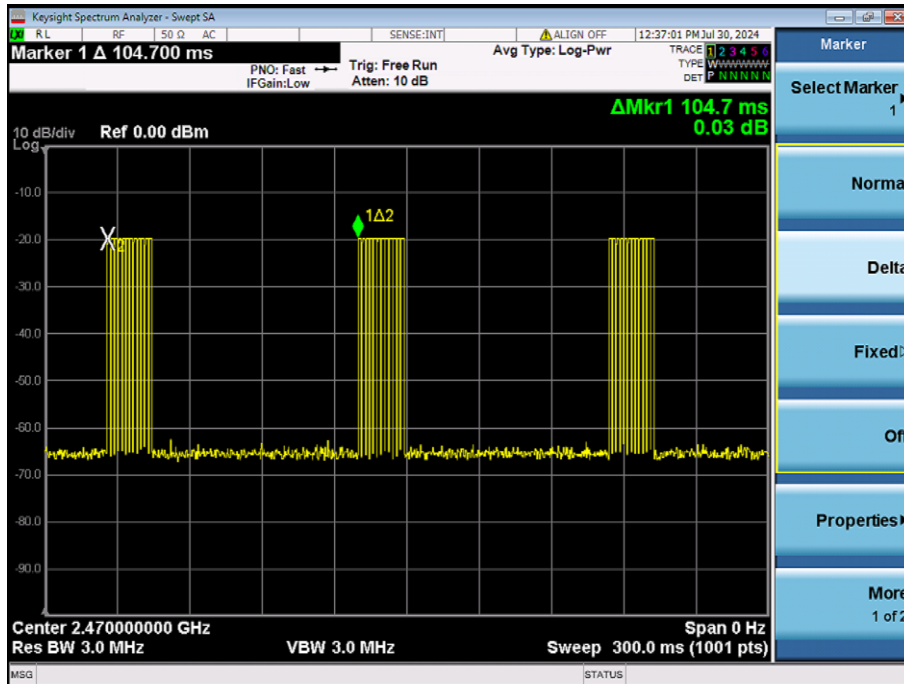 Keysight Spectrum Analyzer - Swept SA
LXI RL RF 50 Ω AC SENSE:INT ALIGN OFF 12:37:01 PM Jul 30, 2024
Marker 1 Δ 104.700 ms
PNO: Fast
IFGain:Low
Trig: Free Run
Atten: 10 dB
Avg Type: Log-Pwr
TRACE 1 2 3 4 5 6
TYPE WWWWWW
DET P N N N N N
ΔMkr1 104.7 ms
0.03 dB
10 dB/div Ref 0.00 dBm
Log
-10.0
-20.0
-30.0
-40.0
-50.0
-60.0
-70.0
-80.0
-90.0
X2
1Δ2
Center 2.470000000 GHz Span 0 Hz
Res BW 3.0 MHz VBW 3.0 MHz Sweep 300.0 ms (1001 pts)
MSG STATUS
Marker
Select Marker
1
Norma
Delta
Fixed
Of
Properties
More
1 of 2